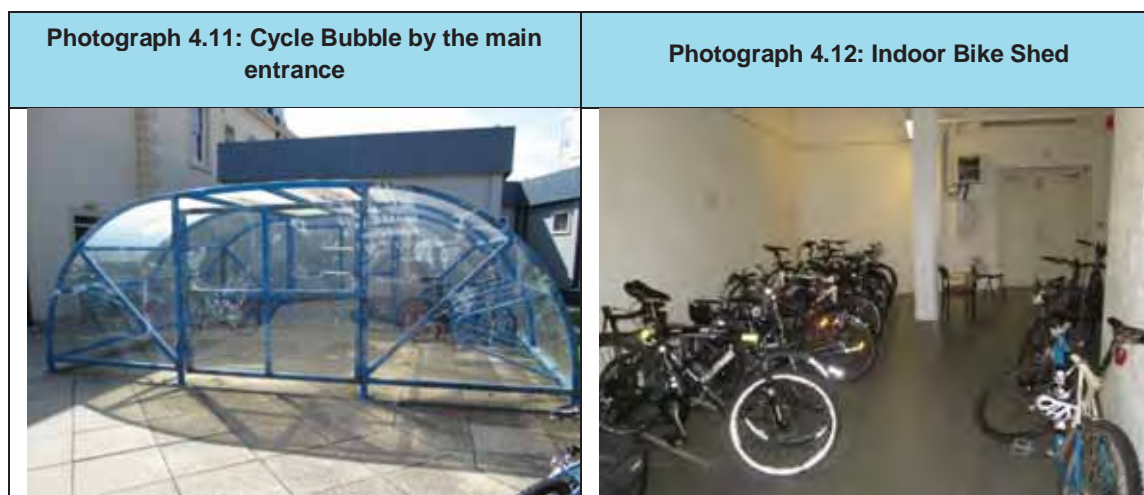 Photograph 4.11: Cycle Bubble by the main
entrance
Photograph 4.12: Indoor Bike Shed